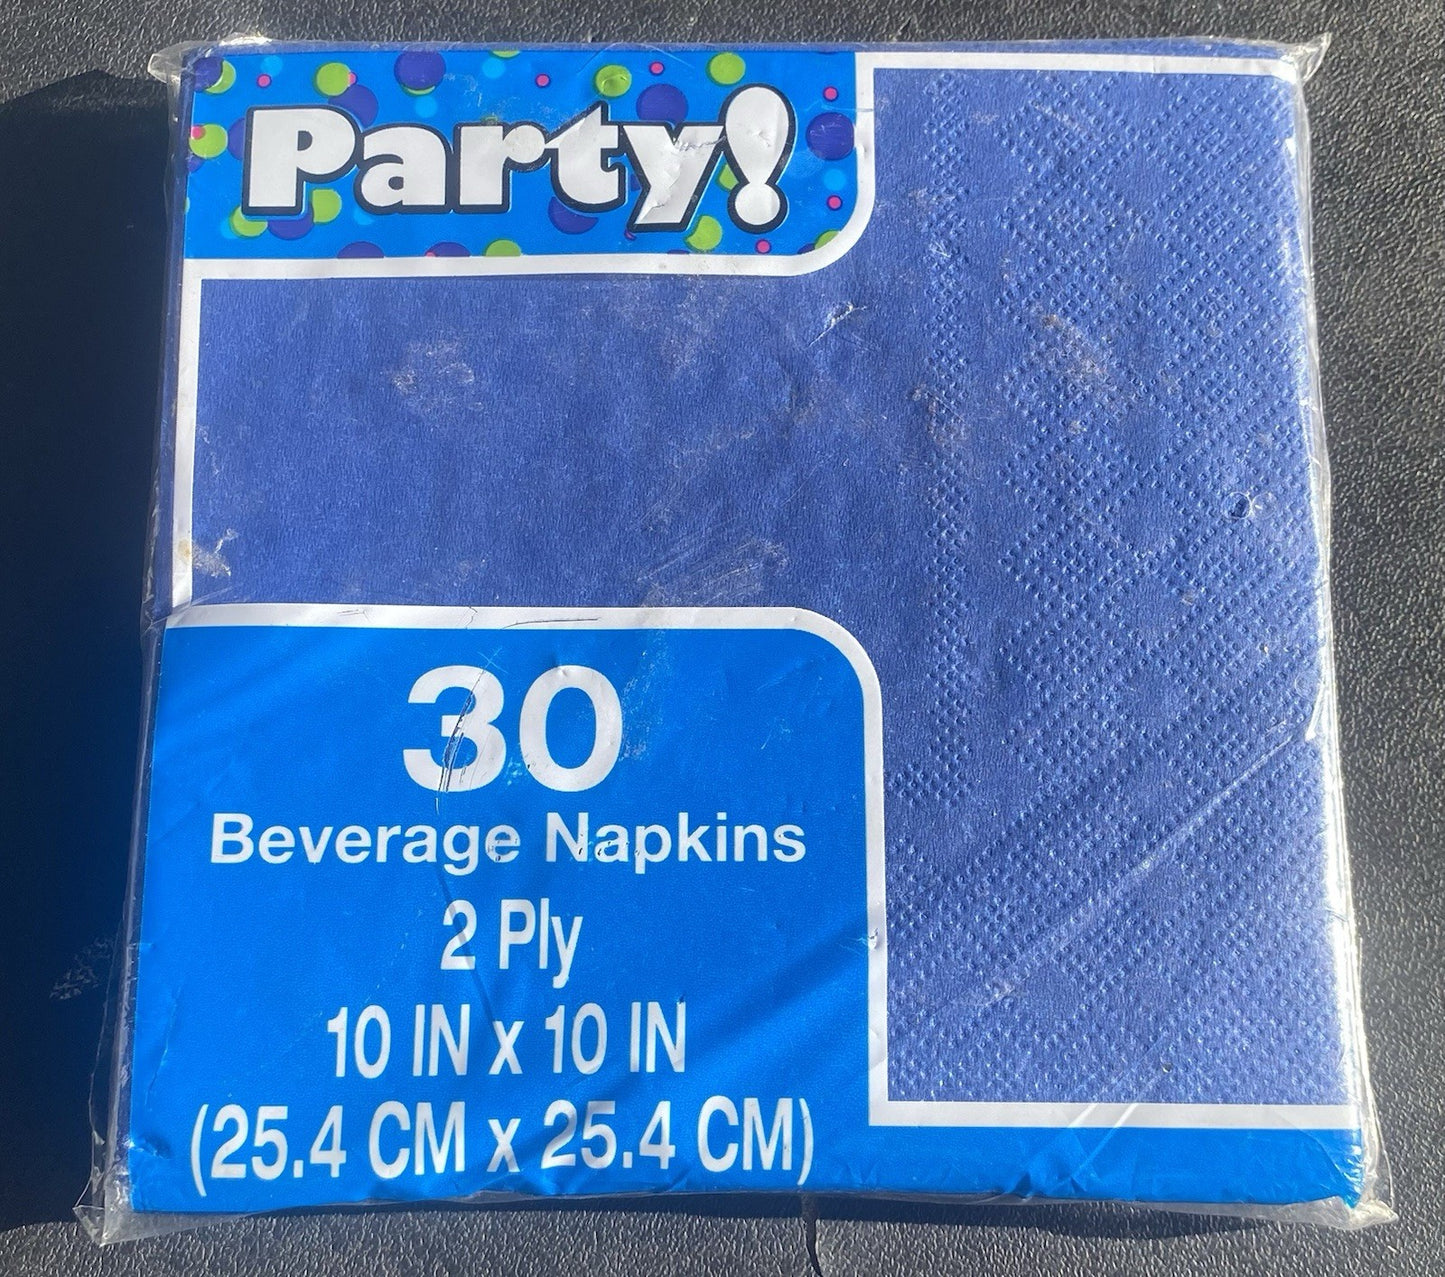 Party!
30
Beverage Napkins
2 Ply
10 IN x 10 IN
(25.4 CM x 25.4 CM)